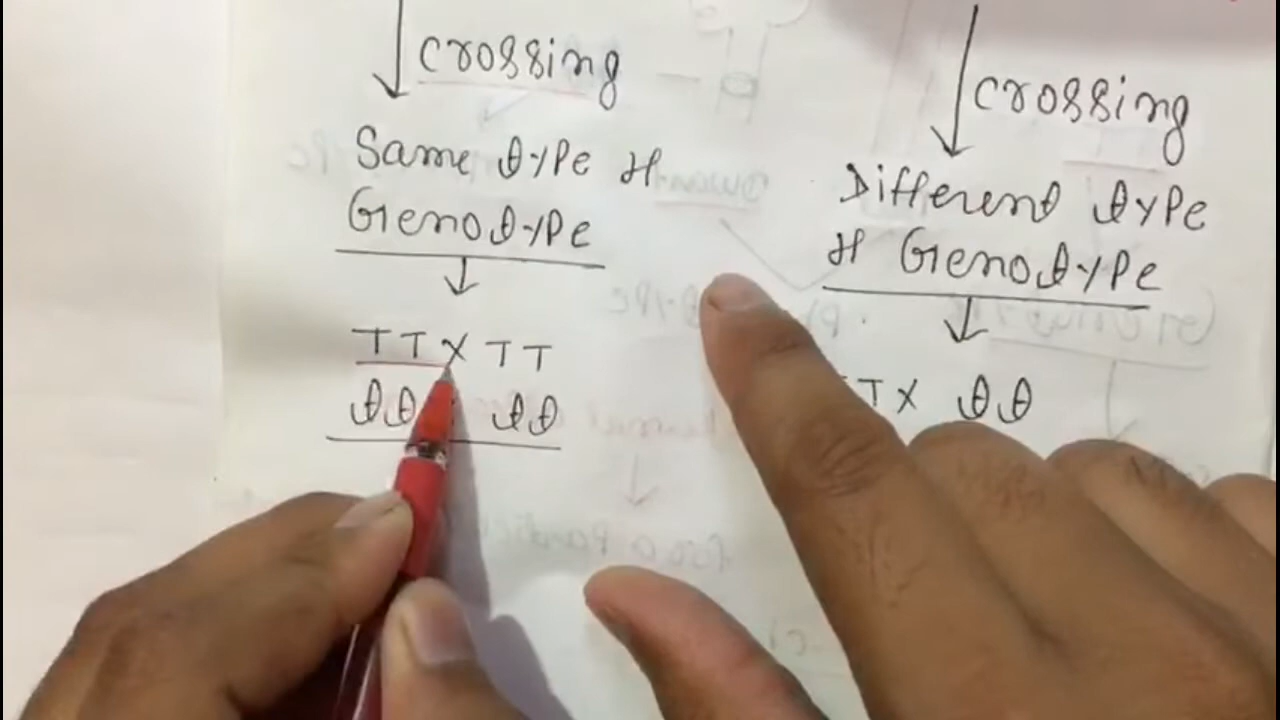 crossing
Same type of
Genotype
TT x TT
tt tt
crossing
Different type
of Genotype
T x tt